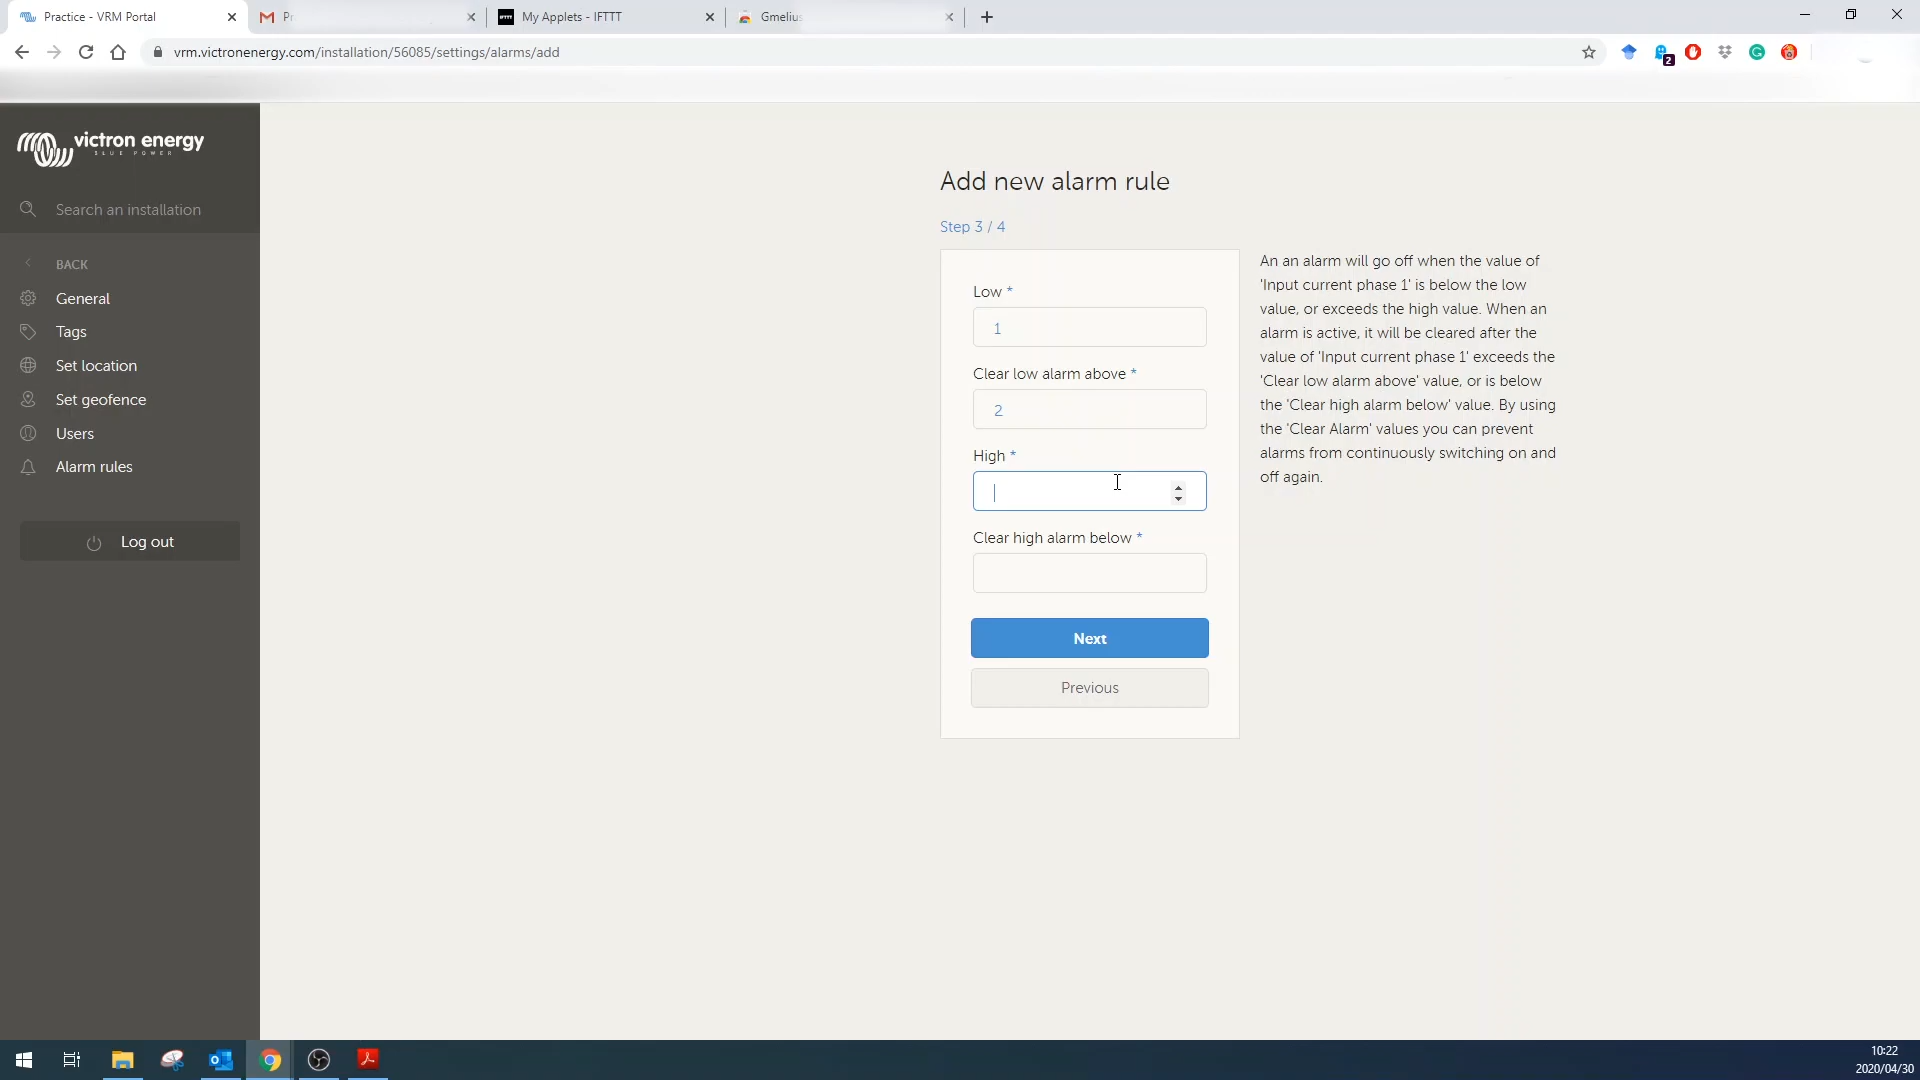 Practice - VRM Portal
My Applets - IFTTT
Gmelius
vrm.victronenergy.com/installation/56085/settings/alarms/add
2
victron energy
BLUE POWER
Search an installation
BACK
General
Tags
Set location
Set geofence
Users
Alarm rules
Log out
Add new alarm rule
Step 3 / 4
Low *
1
Clear low alarm above *
2
High *
Clear high alarm below *
Next
Previous
An an alarm will go off when the value of
'Input current phase 1' is below the low
value, or exceeds the high value. When an
alarm is active, it will be cleared after the
value of 'Input current phase 1' exceeds the
'Clear low alarm above' value, or is below
the 'Clear high alarm below' value. By using
the 'Clear Alarm' values you can prevent
alarms from continuously switching on and
off again.
10:22
2020/04/30